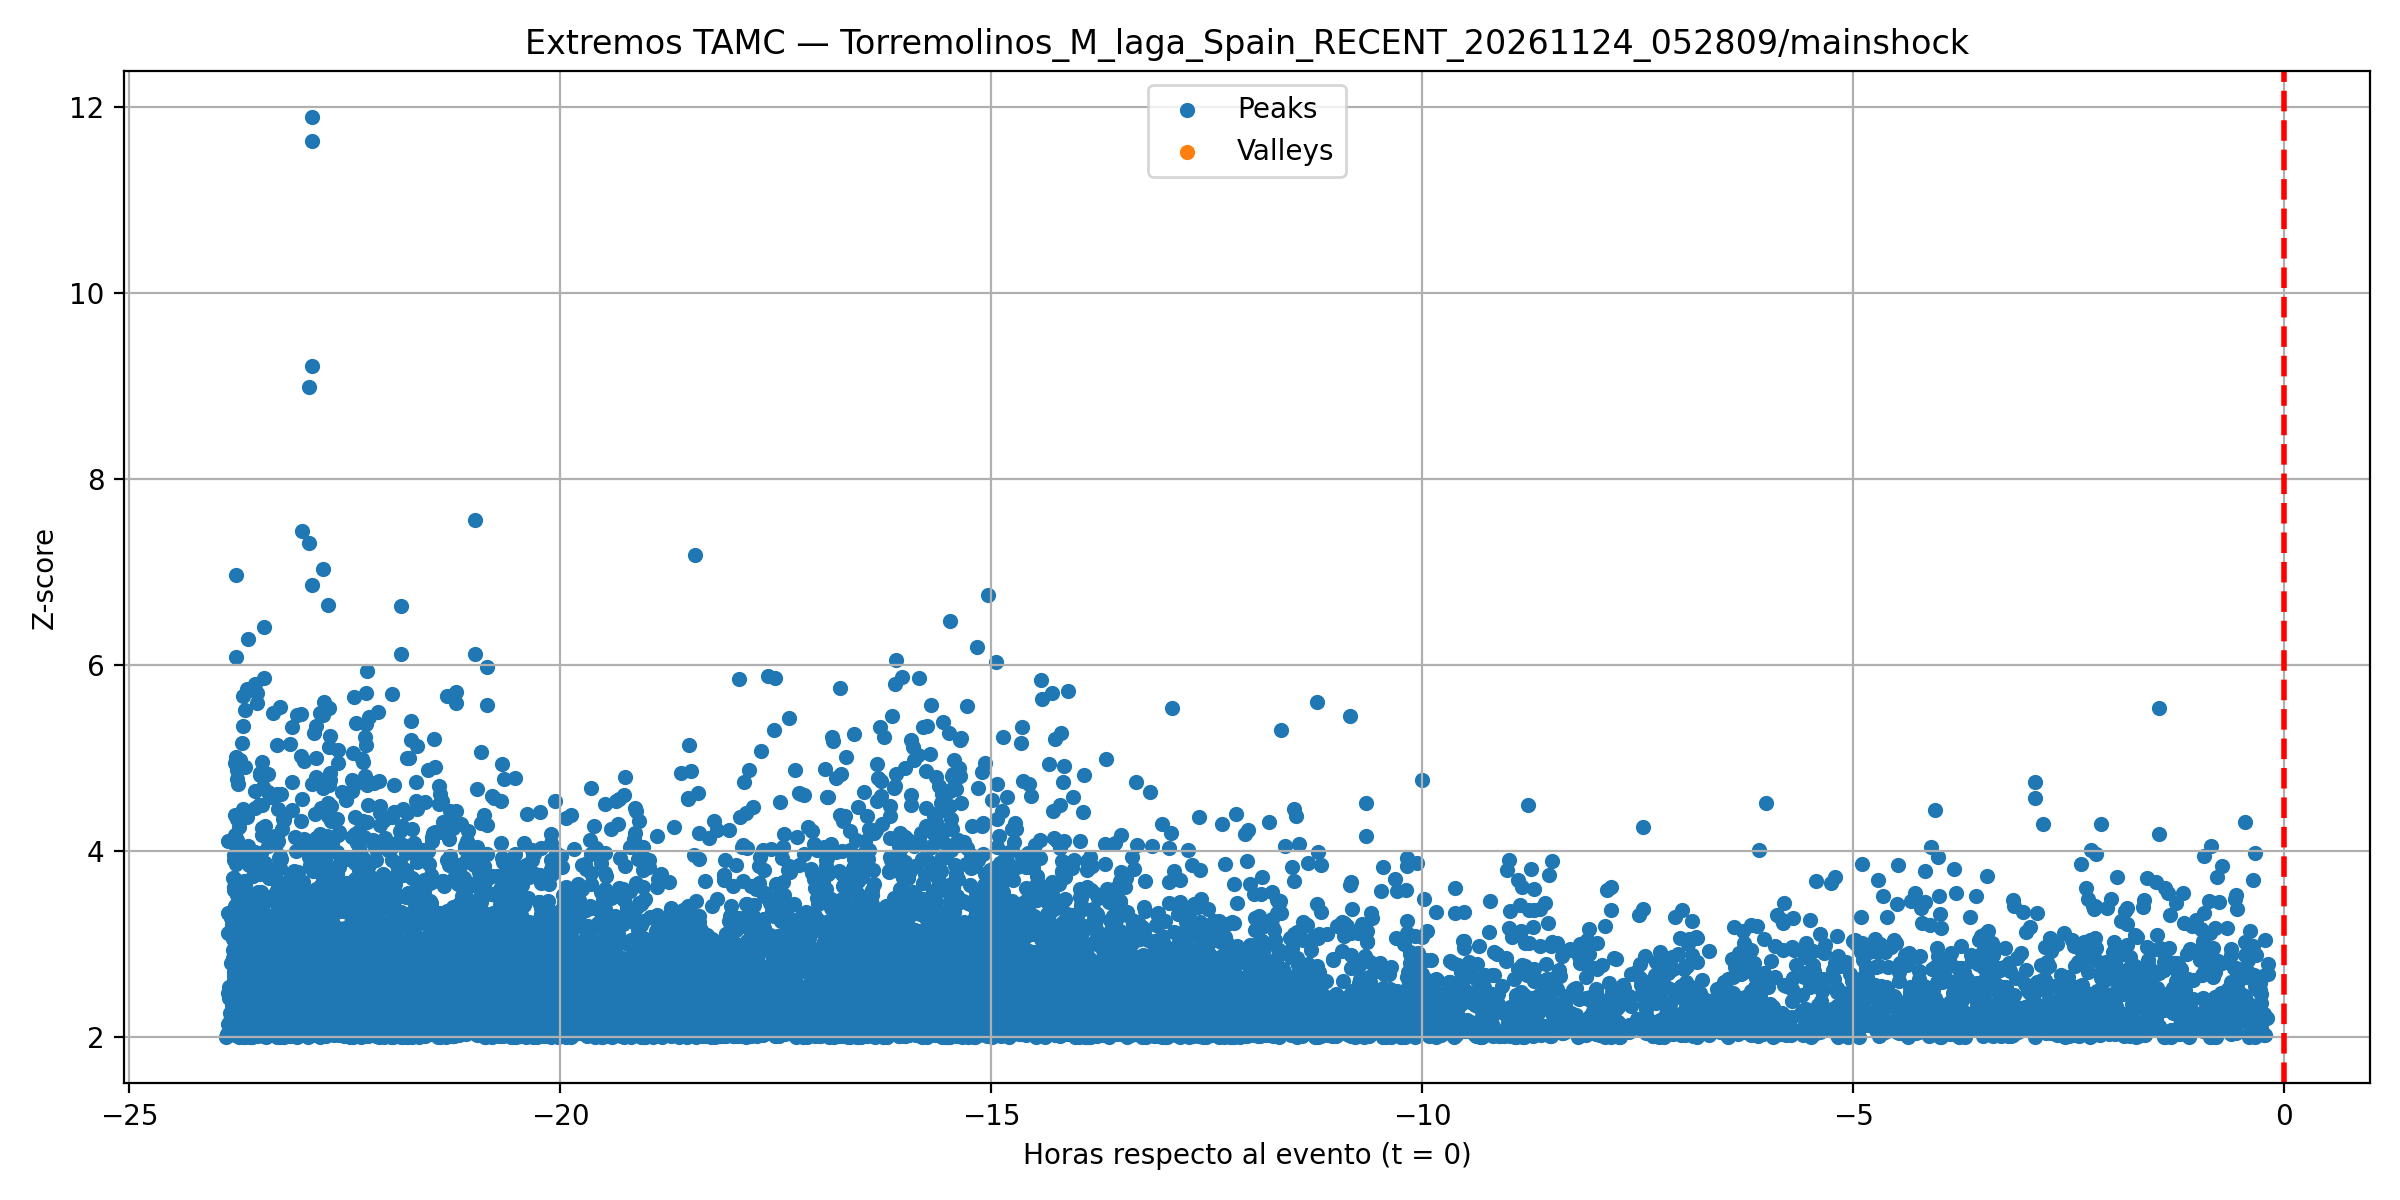 Extremos TAMC — Torremolinos_M_laga_Spain_RECENT_20261124_052809/mainshock
Peaks
Valleys
12
10
8
6
4
2
Z-score
−25
−20
−15
−10
−5
0
Horas respecto al evento (t = 0)